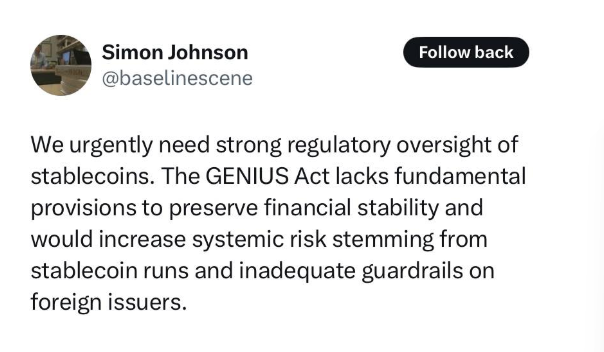 Simon Johnson
Follow back
@baselinescene
We urgently need strong regulatory oversight of
stablecoins. The GENIUS Act lacks fundamental
provisions to preserve financial stability and
would increase systemic risk stemming from
stablecoin runs and inadequate guardrails on
foreign issuers.